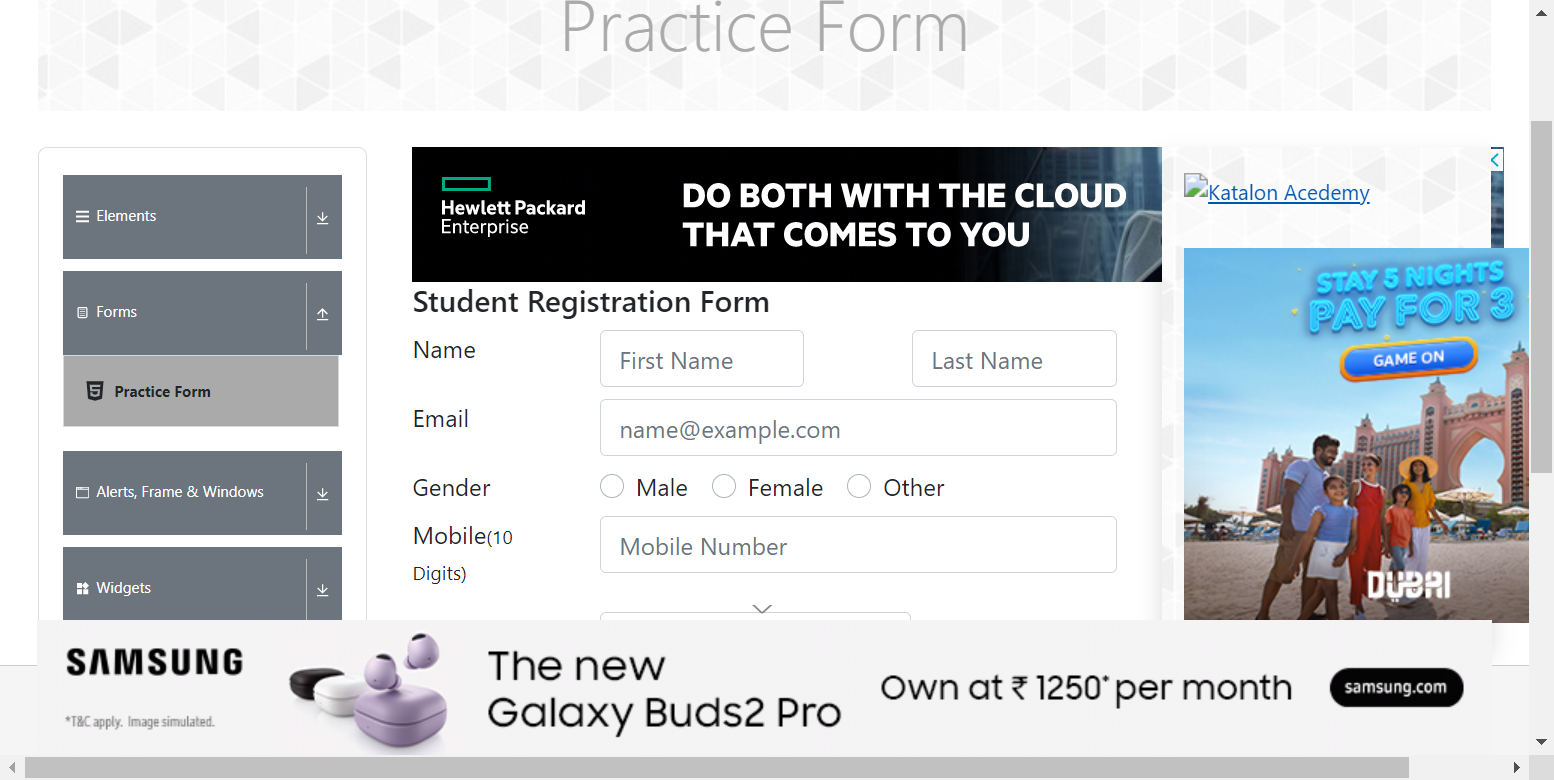 Practice Form
Elements
Forms
Practice Form
Alerts, Frame & Windows
Widgets
Hewlett Packard
Enterprise
DO BOTH WITH THE CLOUD
THAT COMES TO YOU
Student Registration Form
Name
First Name
Last Name
Email
name@example.com
Gender
Male
Female
Other
Mobile(10
Digits)
Mobile Number
Katalon Acedemy
STAY 5 NIGHTS
PAY FOR 3
GAME ON
DUBAI
SAMSUNG
*T&C apply. Image simulated.
The new
Galaxy Buds2 Pro
Own at ₹ 1250* per month
samsung.com